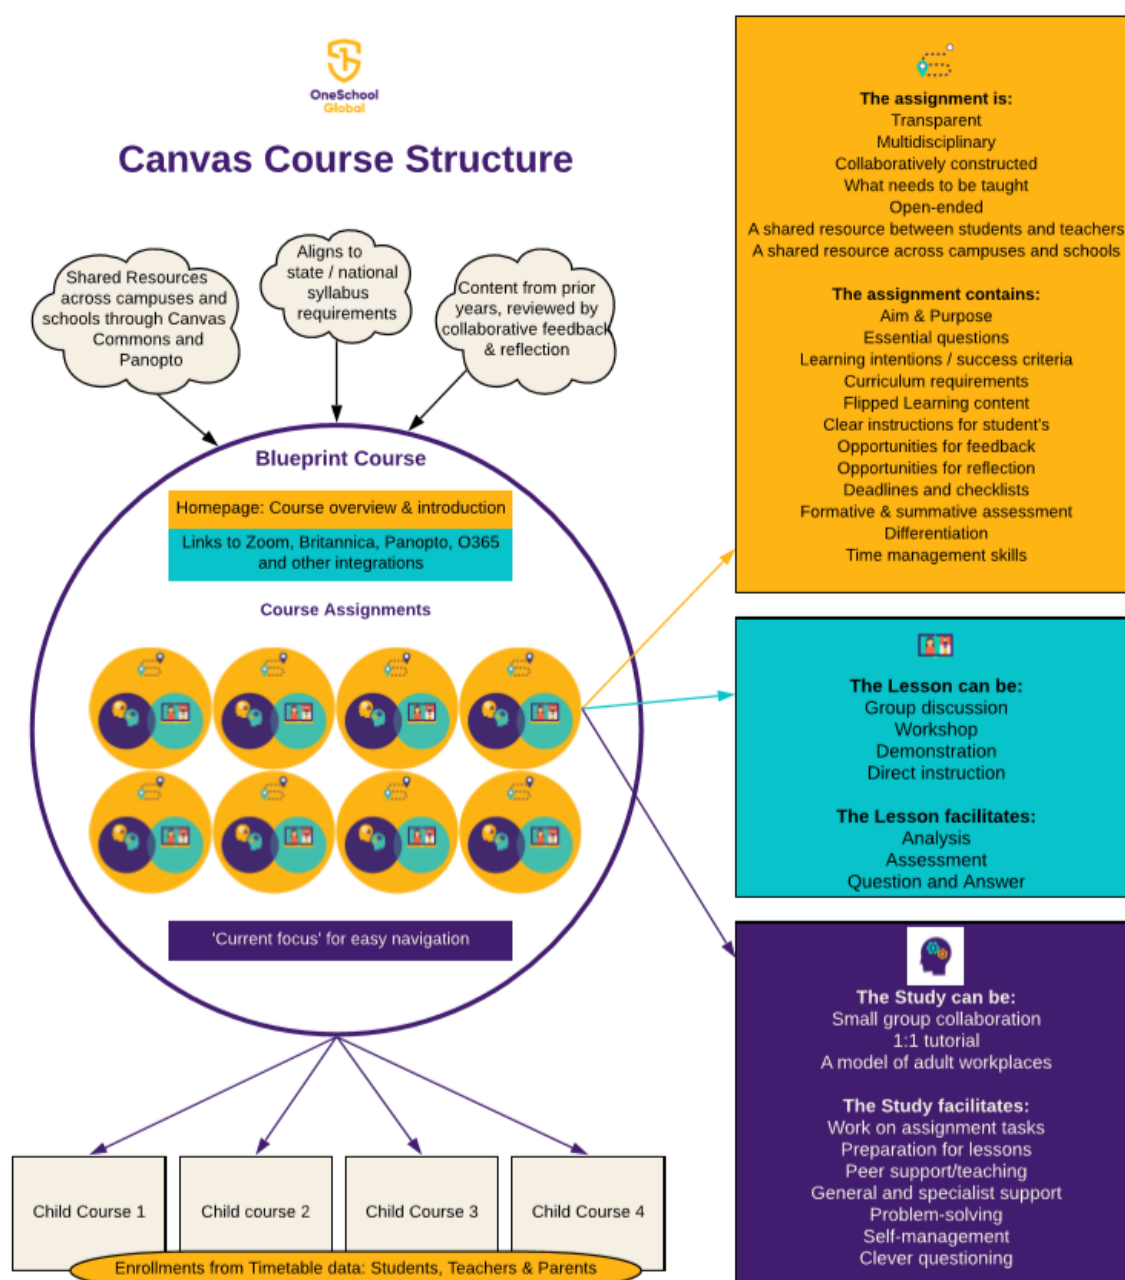 OneSchool
Global
Canvas Course Structure
Shared Resources
across campuses and
schools through Canvas
Commons and
Panopto
Aligns to
state / national
syllabus
requirements
Content from prior
years, reviewed by
collaborative feedback
& reflection
Blueprint Course
Homepage: Course overview & introduction
Links to Zoom, Britannica, Panopto, O365
and other integrations
Course Assignments
'Current focus' for easy navigation
Child Course 1
Child course 2
Child Course 3
Child Course 4
Enrollments from Timetable data: Students, Teachers & Parents
The assignment is:
Transparent
Multidisciplinary
Collaboratively constructed
What needs to be taught
Open-ended
A shared resource between students and teachers
A shared resource across campuses and schools
The assignment contains:
Aim & Purpose
Essential questions
Learning intentions / success criteria
Curriculum requirements
Flipped Learning content
Clear instructions for student's
Opportunities for feedback
Opportunities for reflection
Deadlines and checklists
Formative & summative assessment
Differentiation
Time management skills
The Lesson can be:
Group discussion
Workshop
Demonstration
Direct instruction
The Lesson facilitates:
Analysis
Assessment
Question and Answer
The Study can be:
Small group collaboration
1:1 tutorial
A model of adult workplaces
The Study facilitates:
Work on assignment tasks
Preparation for lessons
Peer support/teaching
General and specialist support
Problem-solving
Self-management
Clever questioning